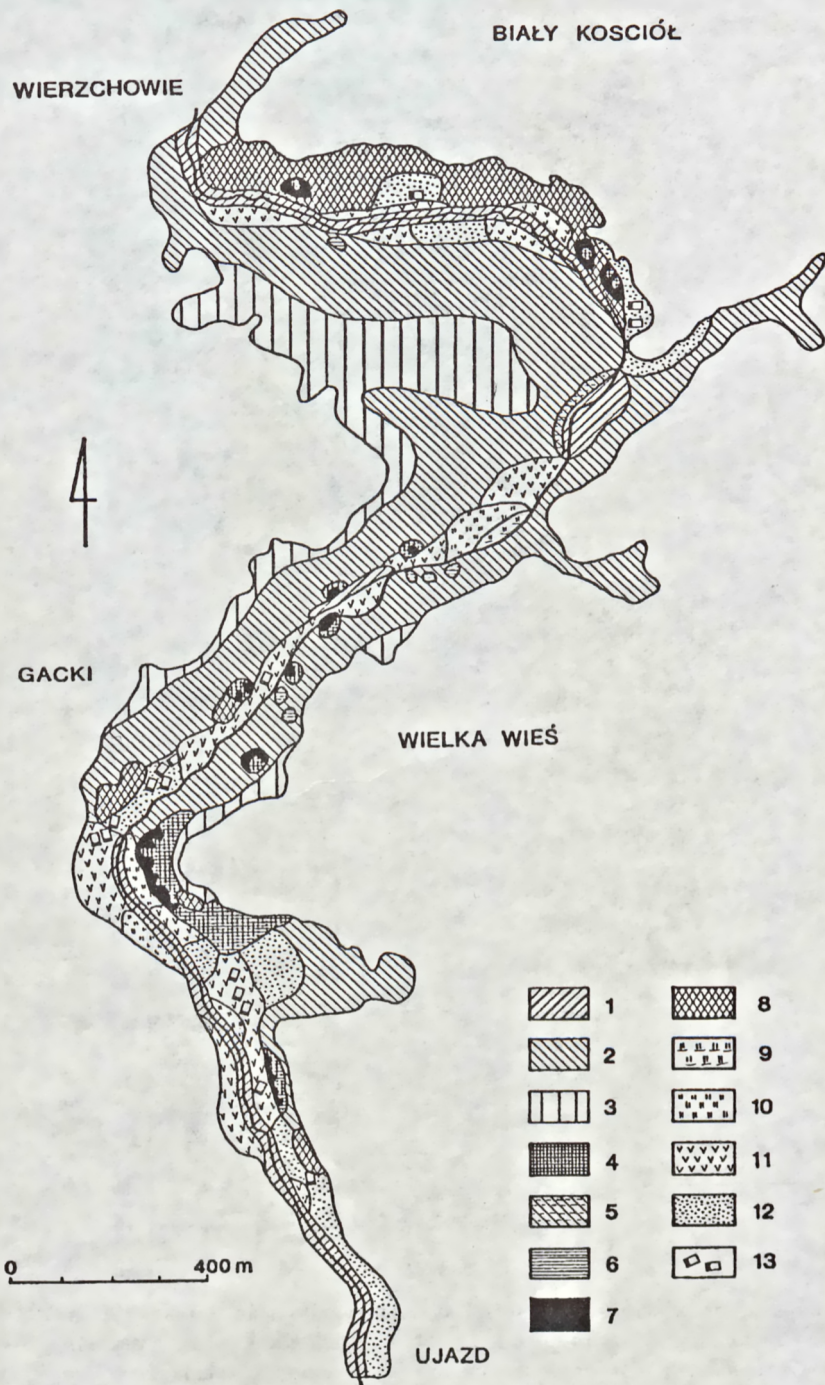 BIAŁY KOSCIÓŁ
WIERZCHOWIE
GACKI
WIELKA WIEŚ
1 8
2 9
3 10
4 11
5 12
6 13
7
0 400 m
UJAZD